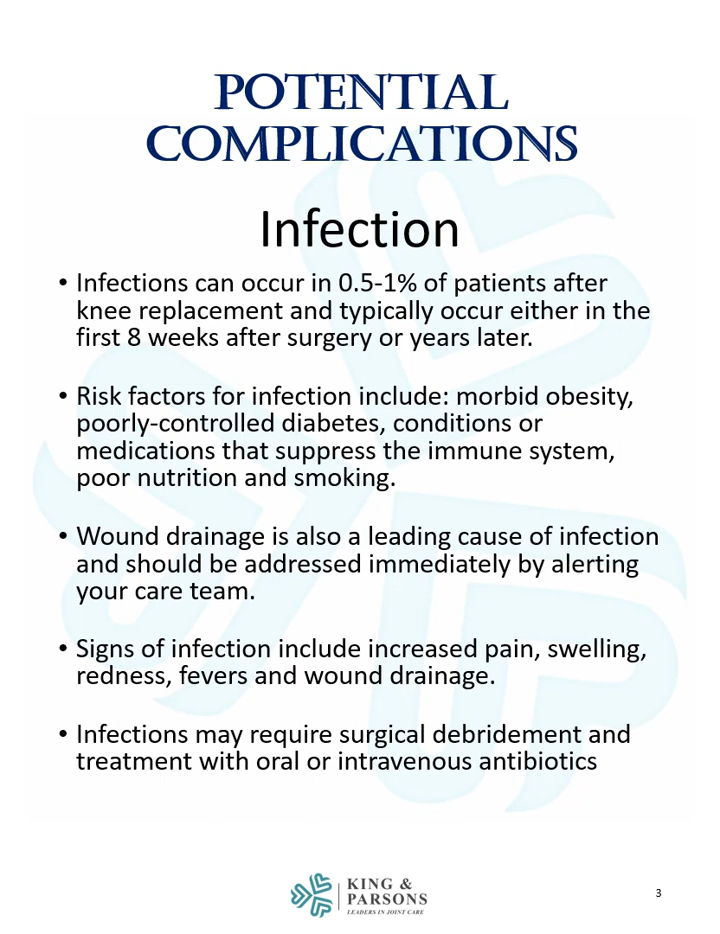 POTENTIAL
COMPLICATIONS
Infection
• Infections can occur in 0.5-1% of patients after
knee replacement and typically occur either in the
first 8 weeks after surgery or years later.
• Risk factors for infection include: morbid obesity,
poorly-controlled diabetes, conditions or
medications that suppress the immune system,
poor nutrition and smoking.
• Wound drainage is also a leading cause of infection
and should be addressed immediately by alerting
your care team.
• Signs of infection include increased pain, swelling,
redness, fevers and wound drainage.
• Infections may require surgical debridement and
treatment with oral or intravenous antibiotics
KING &
PARSONS
LEADERS IN JOINT CARE
3